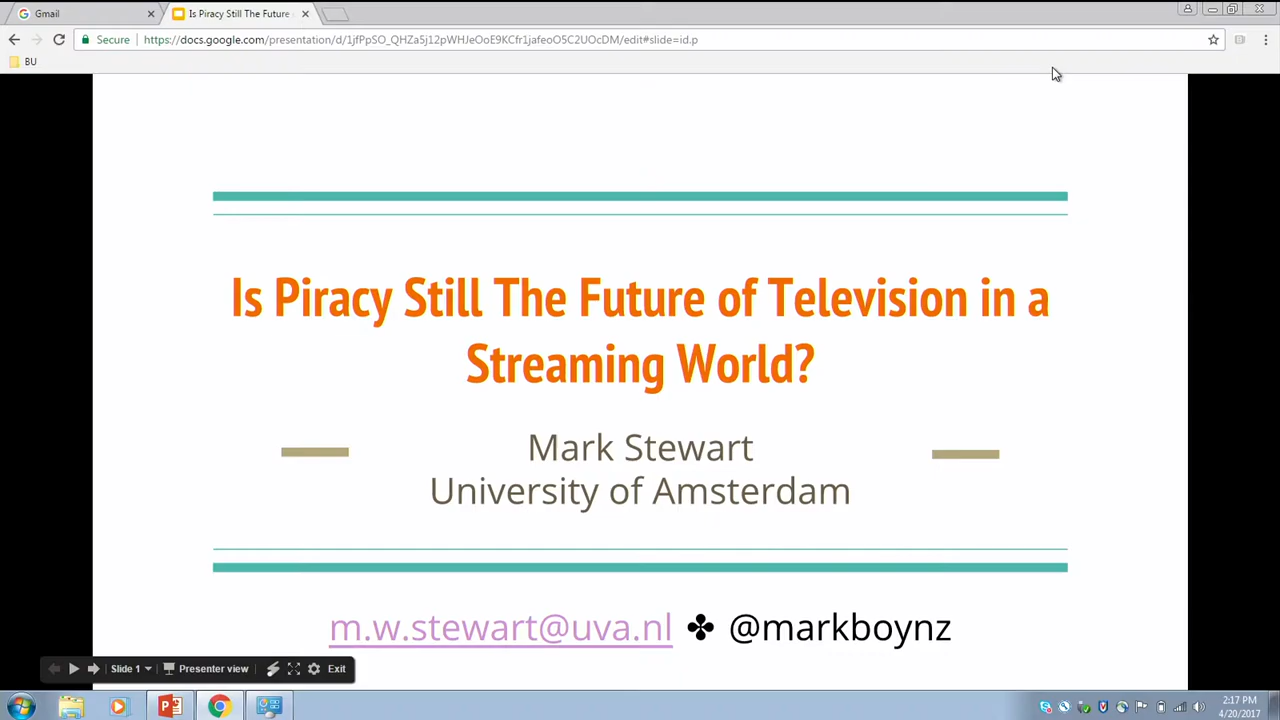 Gmail
Is Piracy Still The Future
Secure
https://docs.google.com/presentation/d/1jfPpSO_QHZa5j12pWHJeOoE9KCfr1jafeoO5C2UOcDM/edit#slide=id.p
BU
Is Piracy Still The Future of Television in a
Streaming World?
Mark Stewart
University of Amsterdam
m.w.stewart@uva.nl ✤ @markboynz
Slide 1
Presenter view
Exit
2:17 PM
4/20/2017